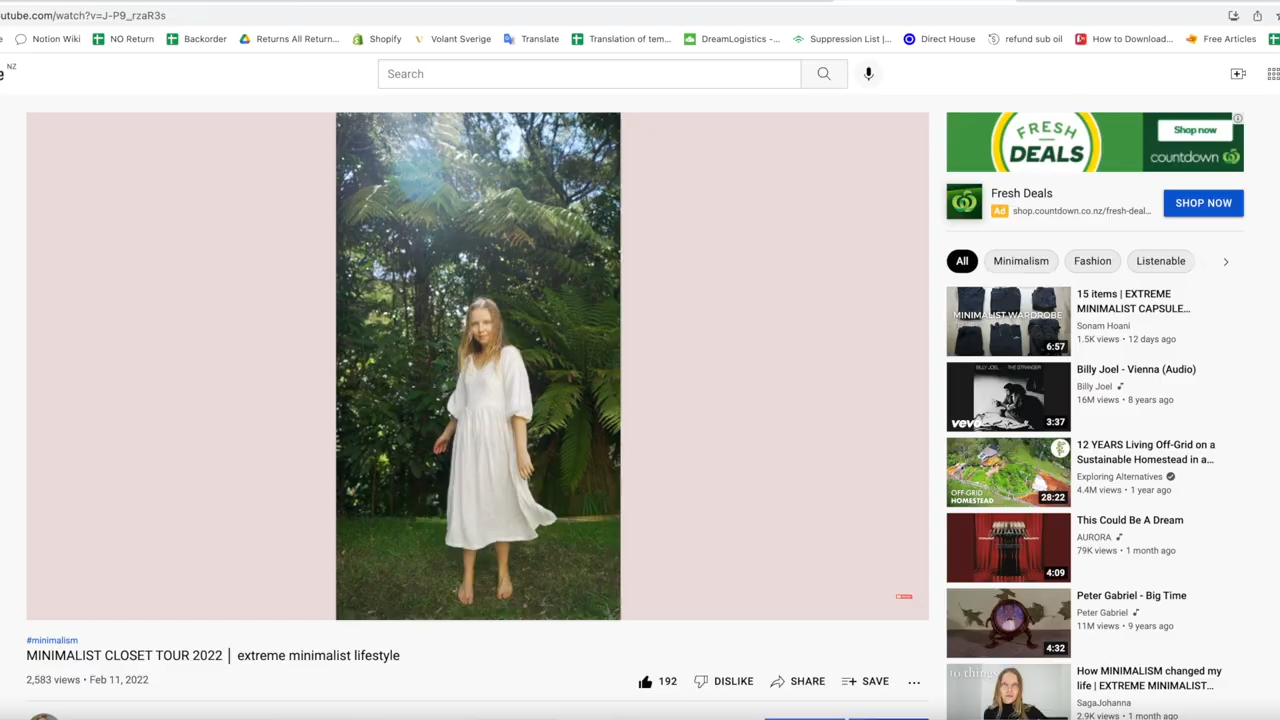 utube.com/watch?v=J-P9_rzaR3s
Notion Wiki NO Return Backorder Returns All Return... Shopify Volant Sverige Translate Translation of tem... DreamLogistics -... Suppression List |... Direct House refund sub oil How to Download... Free Articles
e NZ
Search
FRESH
DEALS
Shop now
countdown
Fresh Deals
Ad shop.countdown.co.nz/fresh-deal...
SHOP NOW
All Minimalism Fashion Listenable
MINIMALIST WARDROBE
6:57
15 items | EXTREME
MINIMALIST CAPSULE...
Sonam Hoani
1.5K views • 12 days ago
BILLY JOEL THE STRANGER
vevo
3:37
Billy Joel - Vienna (Audio)
Billy Joel
16M views • 8 years ago
OFF-GRID
HOMESTEAD
28:22
12 YEARS Living Off-Grid on a
Sustainable Homestead in a...
Exploring Alternatives
4.4M views • 1 year ago
4:09
This Could Be A Dream
AURORA
79K views • 1 month ago
4:32
Peter Gabriel - Big Time
Peter Gabriel
11M views • 9 years ago
to things
How MINIMALISM changed my
life | EXTREME MINIMALIST...
SagaJohanna
2.9K views • 1 month ago
#minimalism
MINIMALIST CLOSET TOUR 2022 │ extreme minimalist lifestyle
2,583 views • Feb 11, 2022
192 DISLIKE SHARE SAVE ...